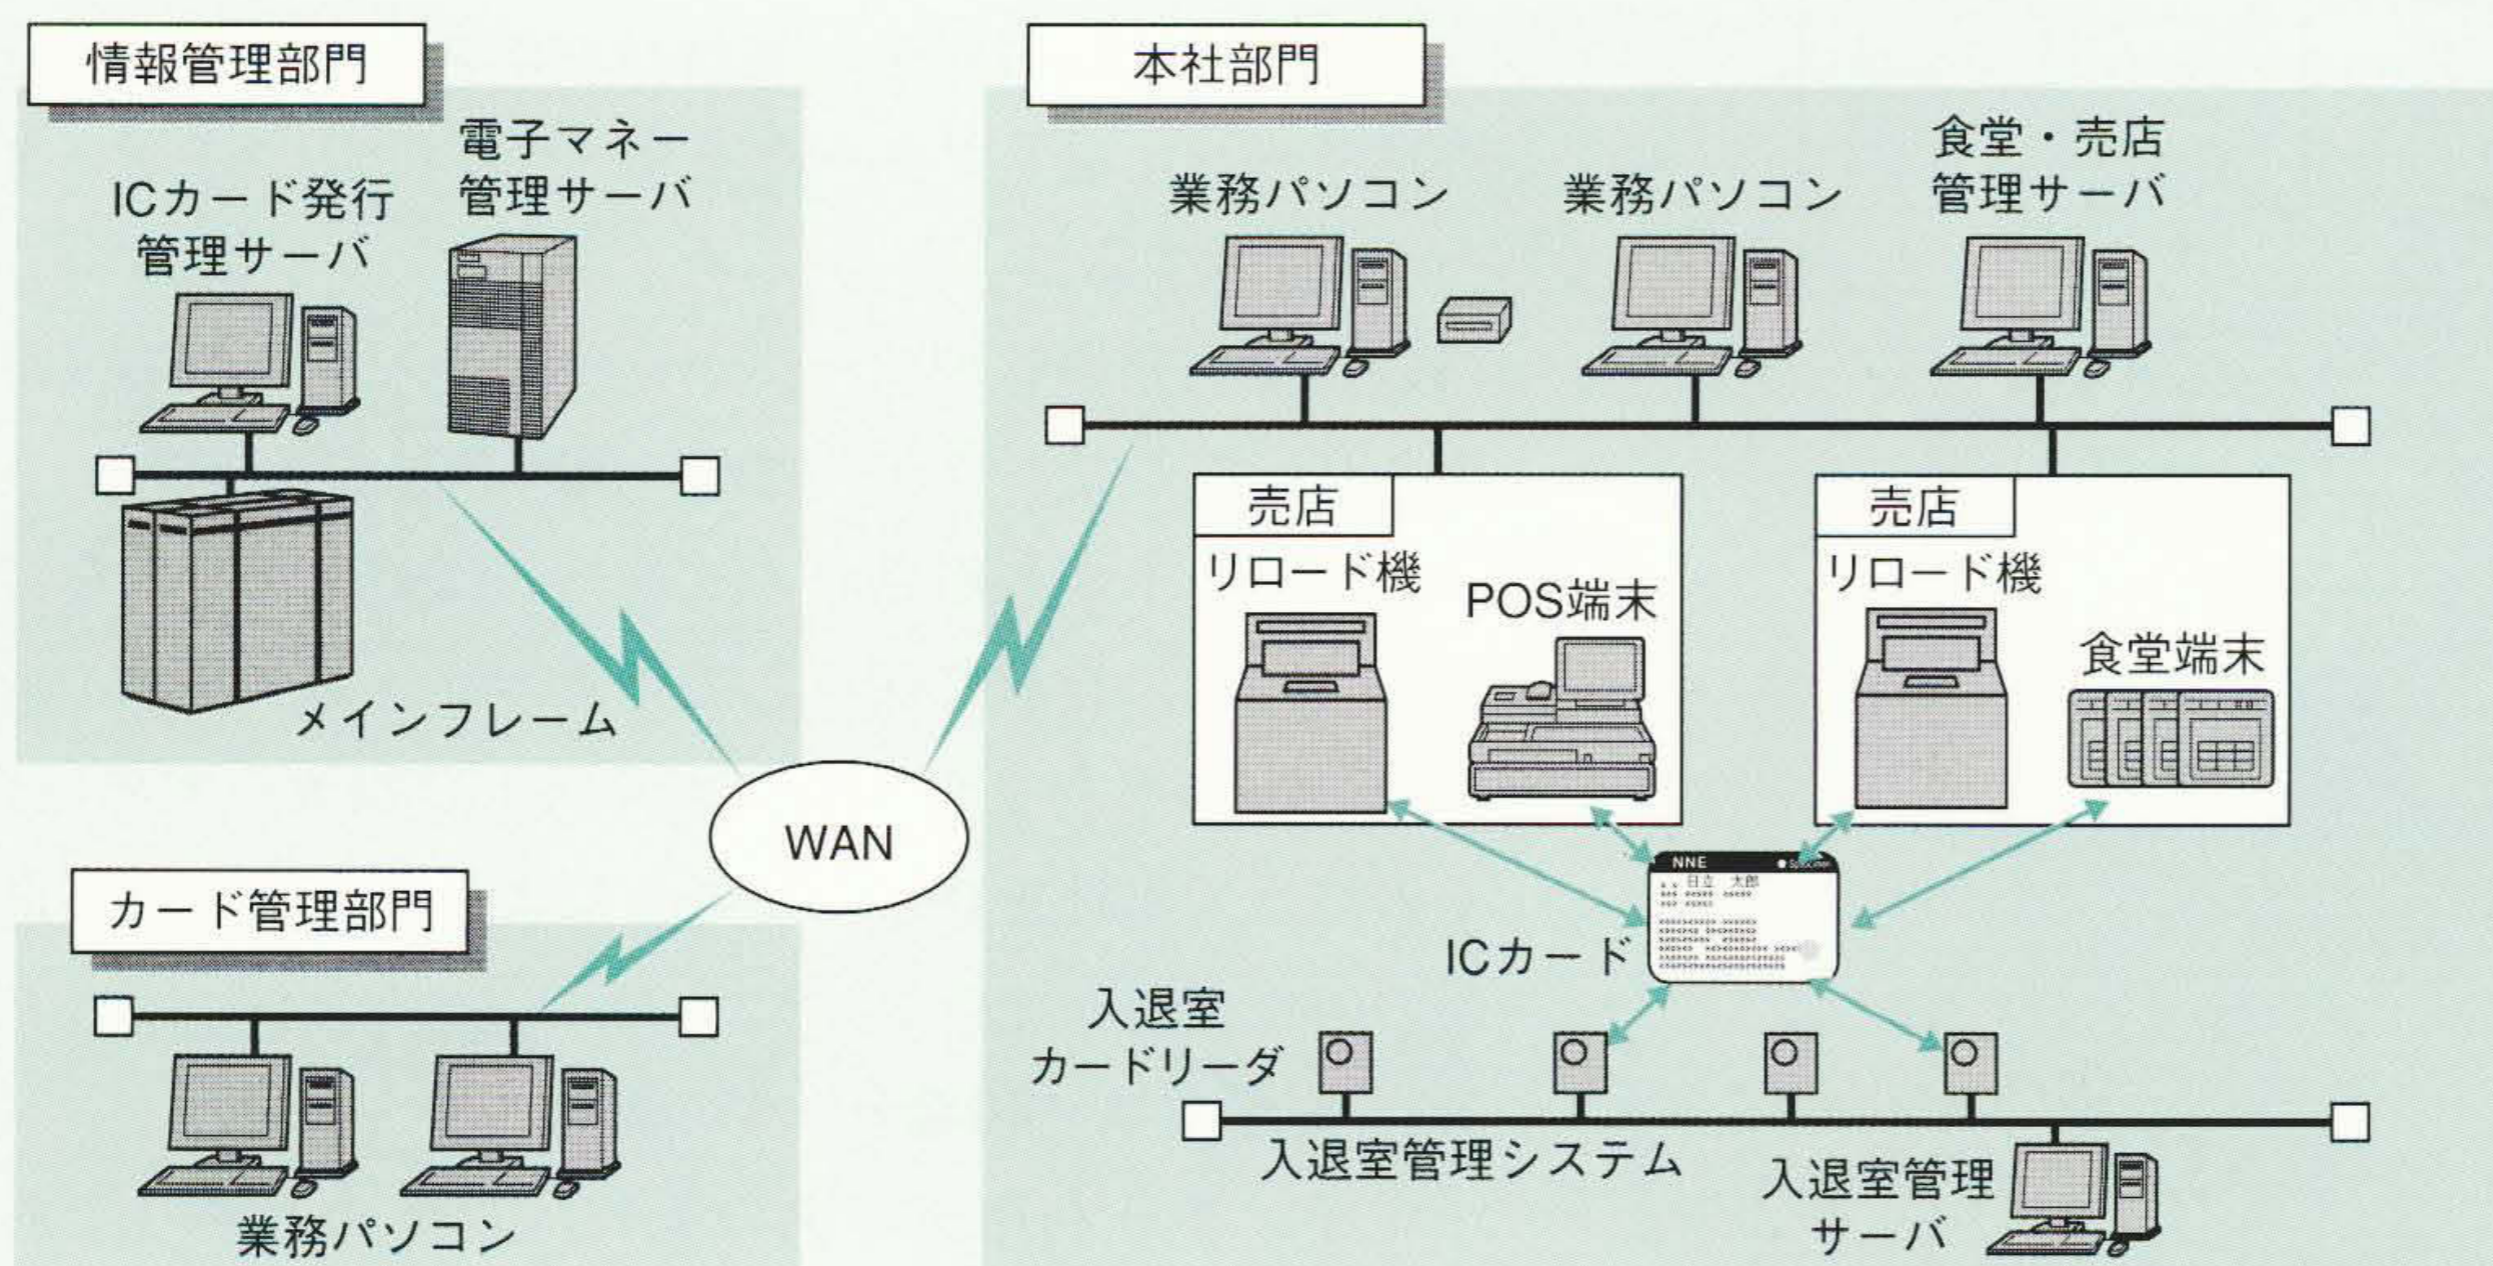 情報管理部門
ICカード発行
管理サーバ
電子マネー
管理サーバ
メインフレーム
WAN
カード管理部門
業務パソコン
本社部門
業務パソコン
業務パソコン
食堂・売店
管理サーバ
売店
リロード機
POS端末
売店
リロード機
食堂端末
NNE
日立 太郎
ICカード
入退室
カードリーダ
入退室管理システム
入退室管理
サーバ